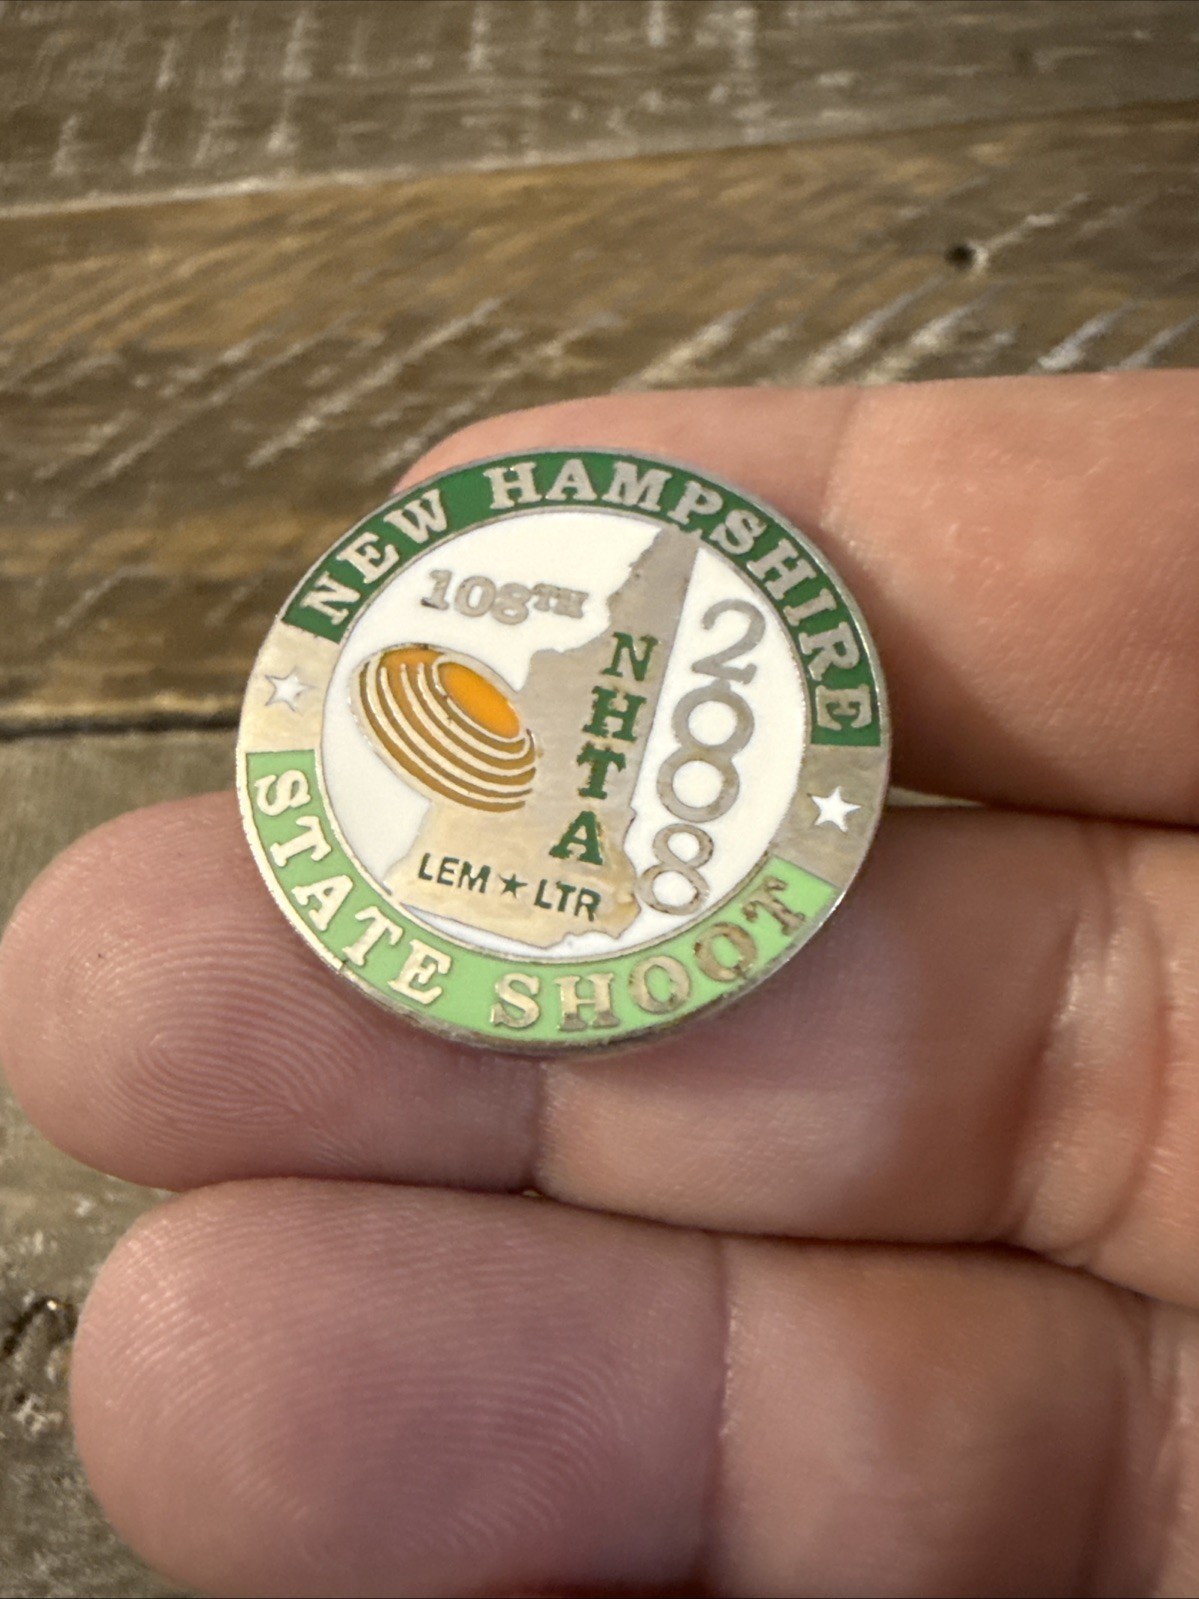 NEW HAMPSHIRE
108TH
2008
NHTA
LEM★LTR
STATE SHOOT